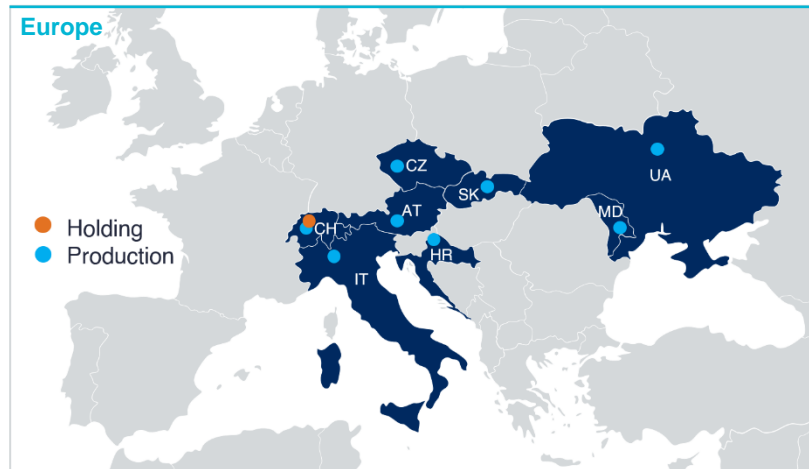 Europe
CZ
UA
SK
AT
MD
Holding
CH
HR
Production
IT